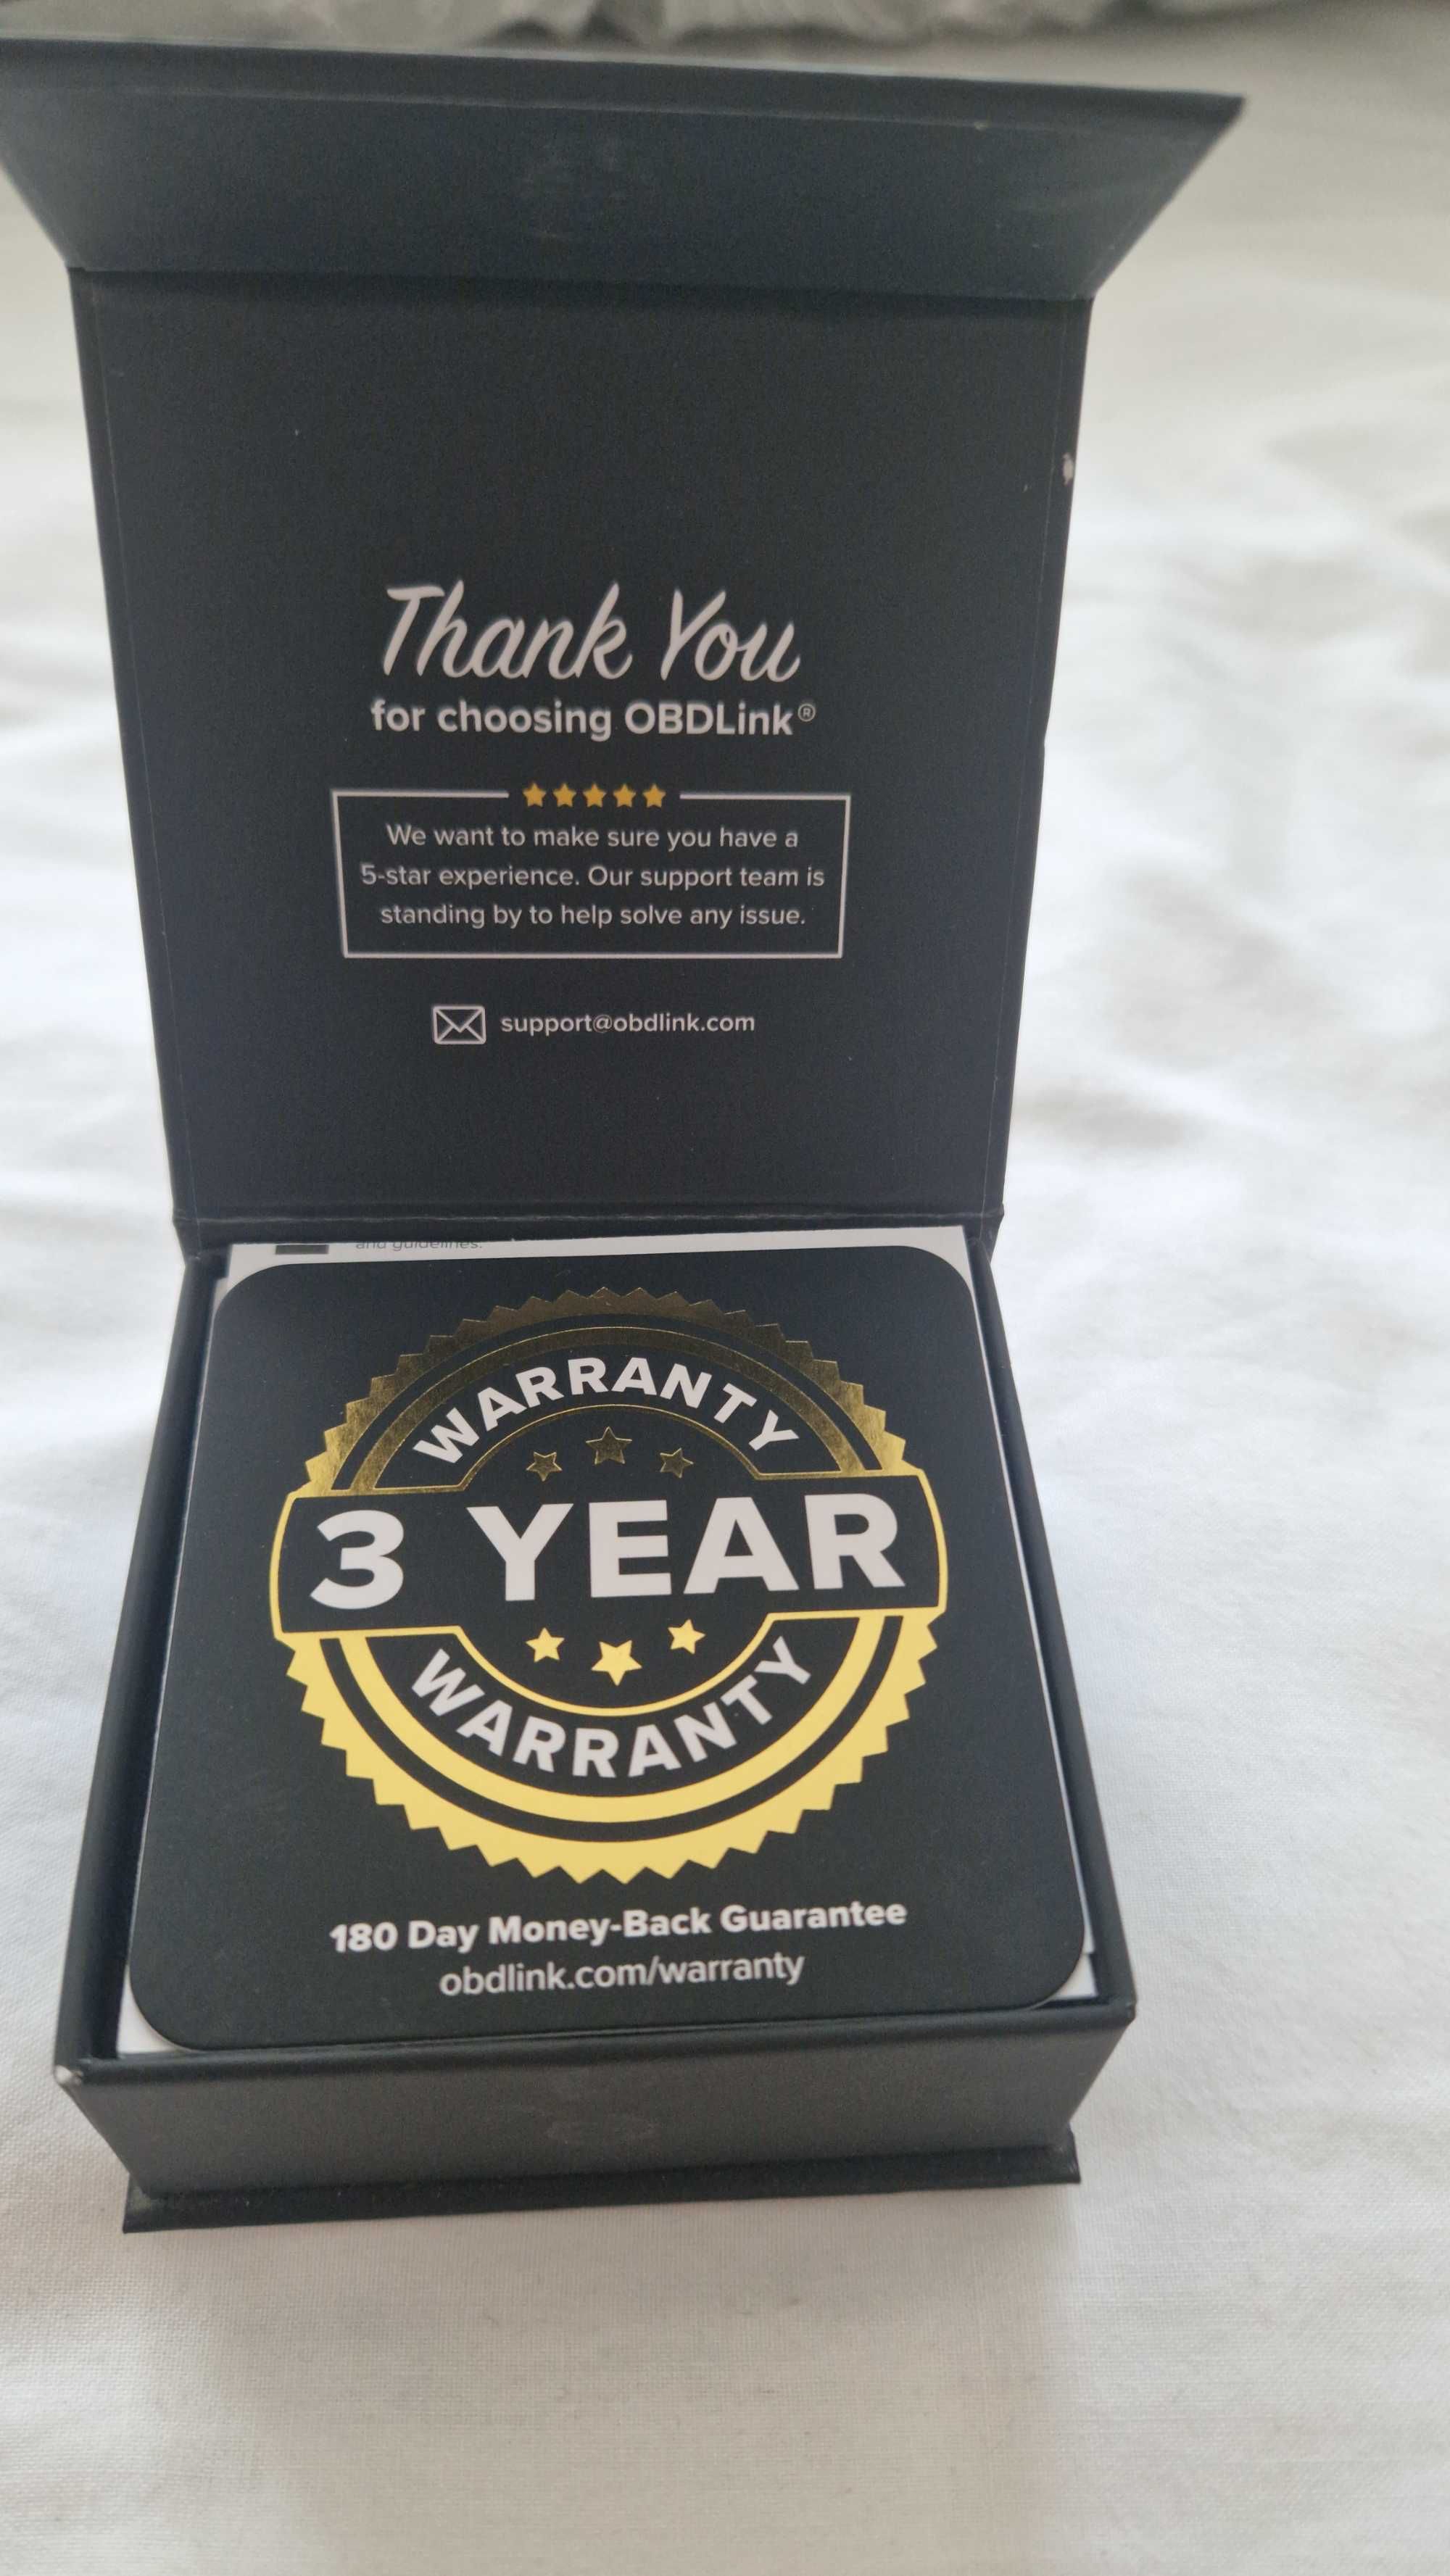 Thank You
for choosing OBDLink®
We want to make sure you have a
5-star experience. Our support team is
standing by to help solve any issue.
support@obdlink.com
and guidelines.
WARRANTY
3 YEAR
WARRANTY
180 Day Money-Back Guarantee
obdlink.com/warranty